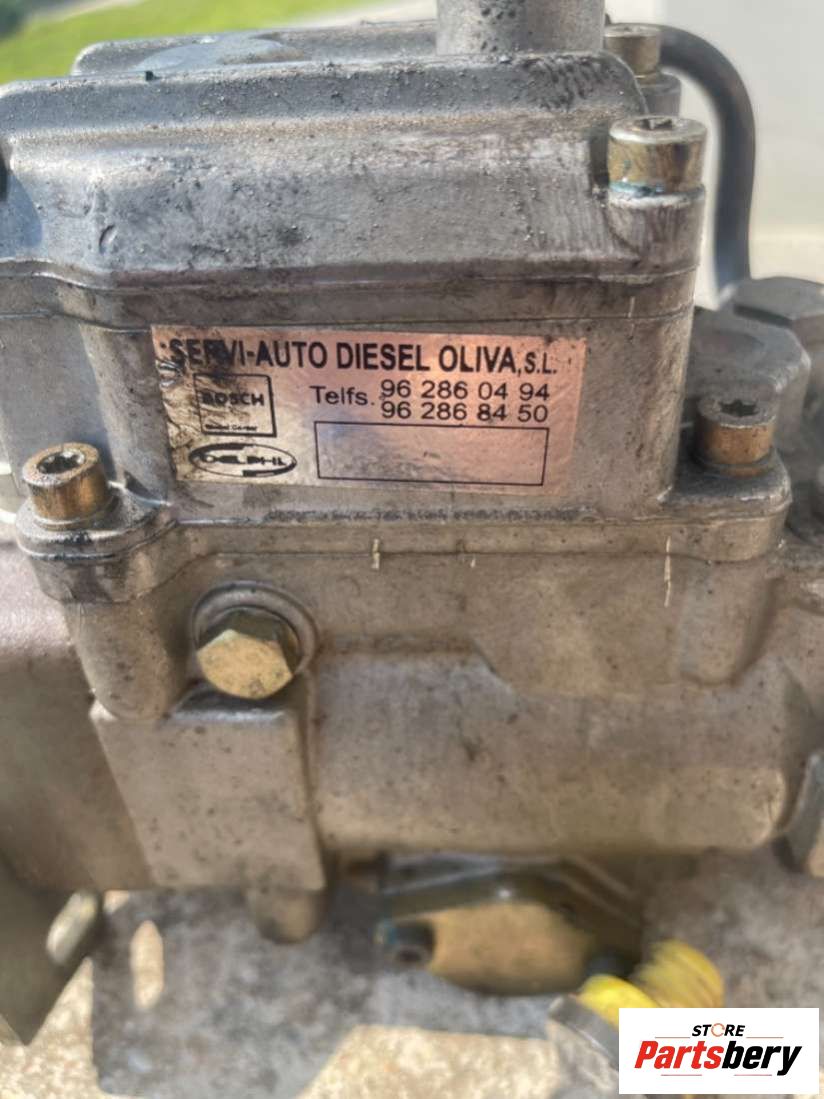 SERVI-AUTO DIESEL OLIVA, S.L.
BOSCH
Telfs. 96 286 04 94
96 286 84 50
DELPHI
STORE
Partsbery